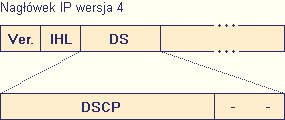 Nagłówek IP wersja 4
Ver. IHL DS
DSCP - -